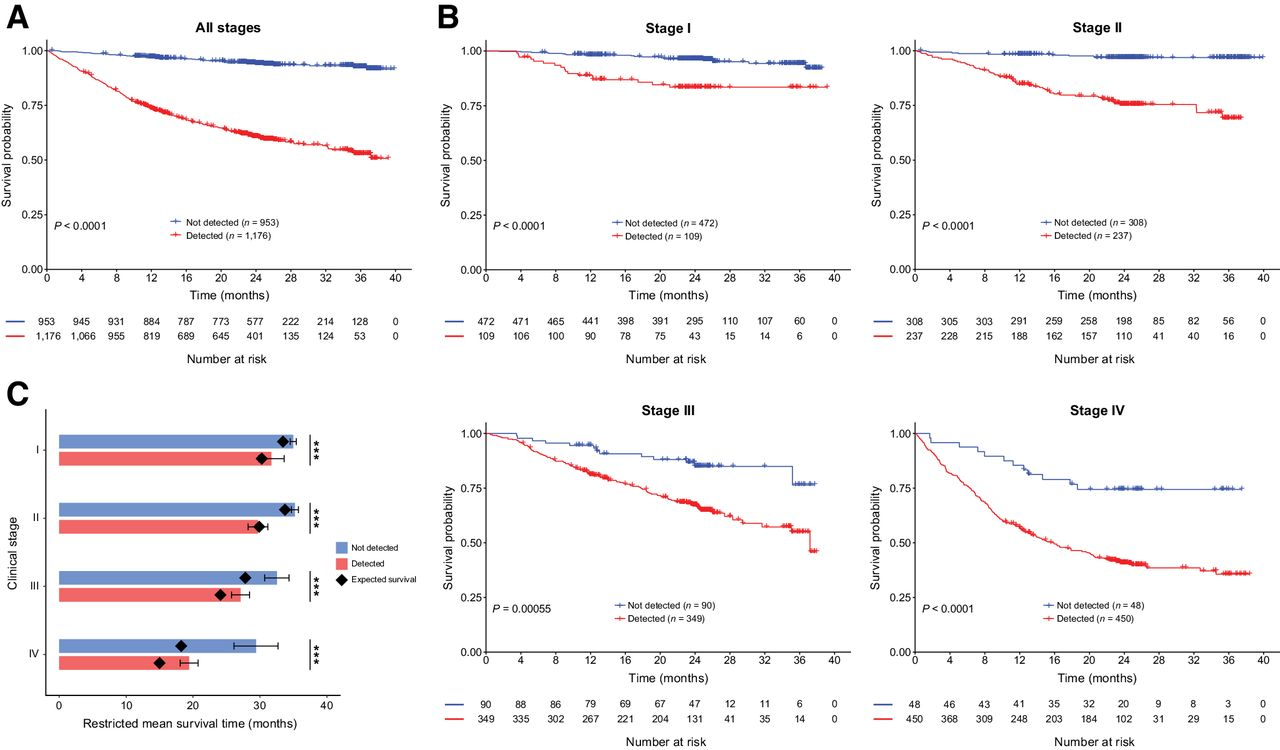 A
All stages
Survival probability
1.00
0.75
0.50
0.25
0.00
P < 0.0001
Not detected (n = 953)
Detected (n = 1,176)
0 4 8 12 16 20 24 28 32 36 40
Time (months)
953 945 931 884 787 773 577 222 214 128 0
1,176 1,066 955 819 689 645 401 135 124 53 0
Number at risk
B
Stage I
Survival probability
1.00
0.75
0.50
0.25
0.00
P < 0.0001
Not detected (n = 472)
Detected (n = 109)
0 4 8 12 16 20 24 28 32 36 40
Time (months)
472 471 465 441 398 391 295 110 107 60 0
109 106 100 90 78 75 43 15 14 6 0
Number at risk
Stage II
Survival probability
1.00
0.75
0.50
0.25
0.00
P < 0.0001
Not detected (n = 308)
Detected (n = 237)
0 4 8 12 16 20 24 28 32 36 40
Time (months)
308 305 303 291 259 258 198 85 82 56 0
237 228 215 188 162 157 110 41 40 16 0
Number at risk
C
Clinical stage
I
***
II
***
III
***
IV
***
Not detected
Detected
Expected survival
0 10 20 30 40
Restricted mean survival time (months)
Stage III
Survival probability
1.00
0.75
0.50
0.25
0.00
P = 0.00055
Not detected (n = 90)
Detected (n = 349)
0 4 8 12 16 20 24 28 32 36 40
Time (months)
90 88 86 79 69 67 47 12 11 6 0
349 335 302 267 221 204 131 41 35 14 0
Number at risk
Stage IV
Survival probability
1.00
0.75
0.50
0.25
0.00
P < 0.0001
Not detected (n = 48)
Detected (n = 450)
0 4 8 12 16 20 24 28 32 36 40
Time (months)
48 46 43 41 35 32 20 9 8 3 0
450 368 309 248 203 184 102 31 29 15 0
Number at risk